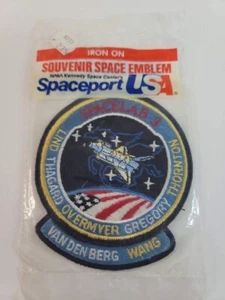 IRON ON
SOUVENIR SPACE EMBLEM
NASA Kennedy Space Center's
Spaceport USA
SPACELAB 3
LIND THAGARD OVERMYER GREGORY THORNTON
VAN DEN BERG WANG